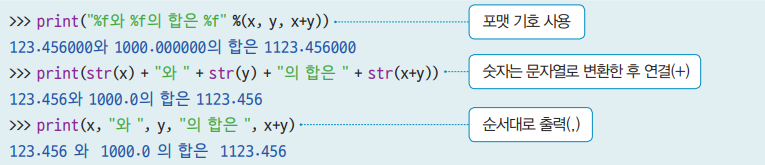 >>> print("%f와 %f의 합은 %f" %(x, y, x+y)) 포맷 기호 사용
123.456000와 1000.000000의 합은 1123.456000
>>> print(str(x) + "와 " + str(y) + "의 합은 " + str(x+y)) 숫자는 문자열로 변환한 후 연결(+)
123.456와 1000.0의 합은 1123.456
>>> print(x, "와 ", y, "의 합은 ", x+y) 순서대로 출력(,)
123.456 와  1000.0 의 합은  1123.456